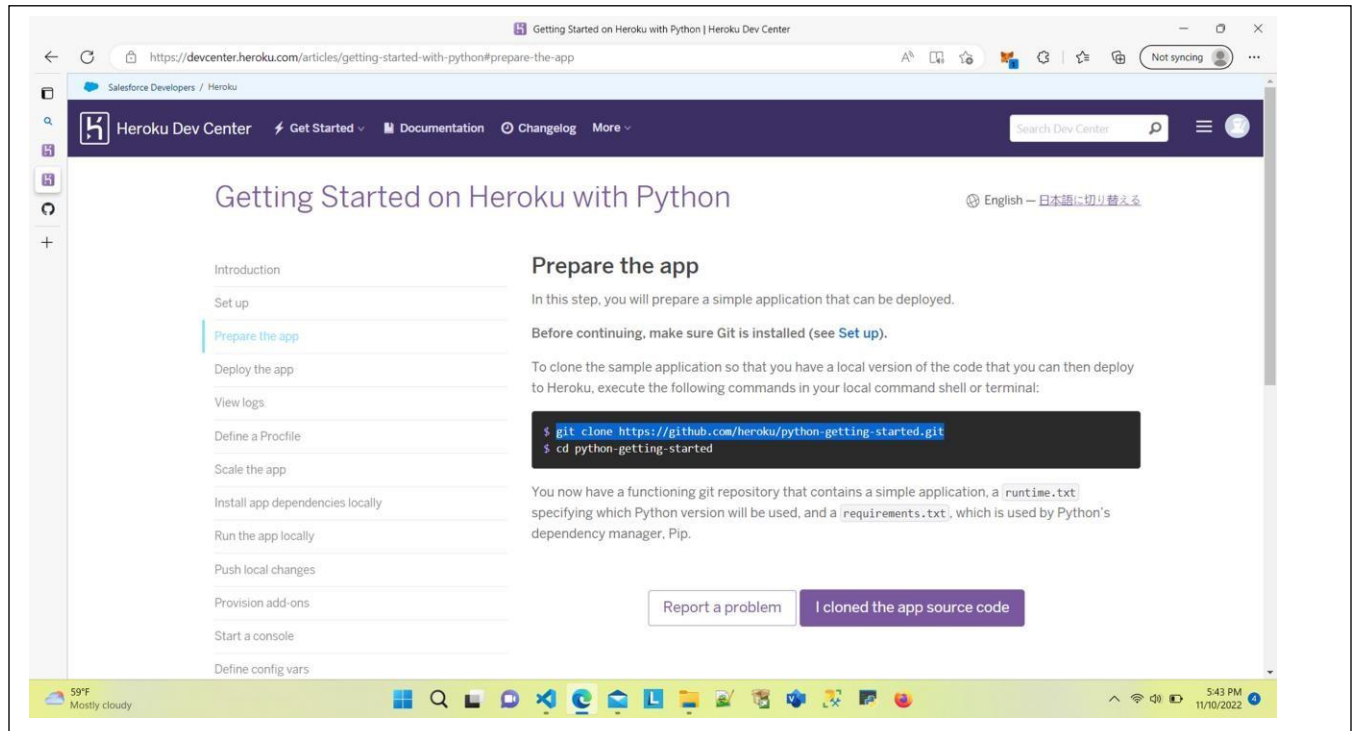 Getting Started on Heroku with Python | Heroku Dev Center
https://devcenter.heroku.com/articles/getting-started-with-python#prepare-the-app
Not syncing
Salesforce Developers / Heroku
Heroku Dev Center Get Started Documentation Changelog More
Search Dev Center
Getting Started on Heroku with Python
English — 日本語に切り替える
Introduction
Set up
Prepare the app
Deploy the app
View logs
Define a Procfile
Scale the app
Install app dependencies locally
Run the app locally
Push local changes
Provision add-ons
Start a console
Define config vars
Prepare the app
In this step, you will prepare a simple application that can be deployed.
Before continuing, make sure Git is installed (see Set up).
To clone the sample application so that you have a local version of the code that you can then deploy
to Heroku, execute the following commands in your local command shell or terminal:
$ git clone https://github.com/heroku/python-getting-started.git
$ cd python-getting-started
You now have a functioning git repository that contains a simple application, a runtime.txt
specifying which Python version will be used, and a requirements.txt, which is used by Python's
dependency manager, Pip.
Report a problem
I cloned the app source code
59°F
Mostly cloudy
5:43 PM
11/10/2022
4